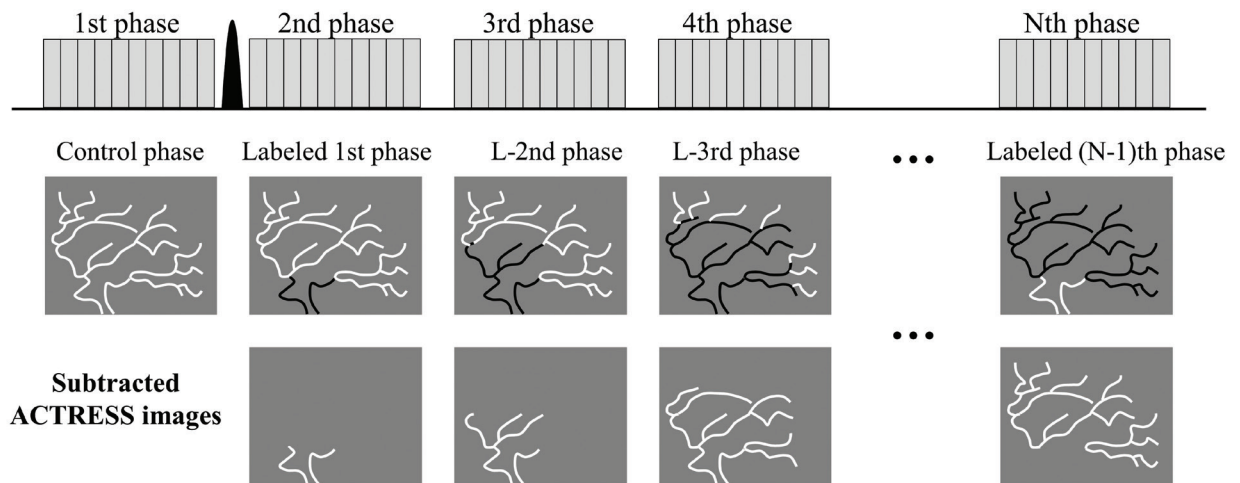 1st phase
2nd phase
3rd phase
4th phase
Nth phase
Control phase
Labeled 1st phase
L-2nd phase
L-3rd phase
...
Labeled (N-1)th phase
...
Subtracted
ACTRESS images